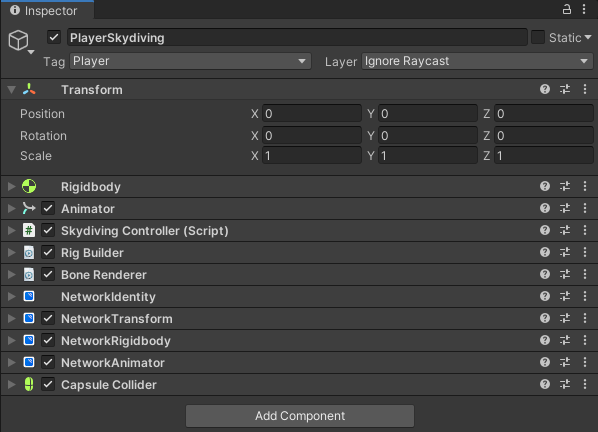 Inspector
PlayerSkydiving Static
Tag Player Layer Ignore Raycast
Transform
Position X 0 Y 0 Z 0
Rotation X 0 Y 0 Z 0
Scale X 1 Y 1 Z 1
Rigidbody
Animator
# Skydiving Controller (Script)
Rig Builder
Bone Renderer
NetworkIdentity
NetworkTransform
NetworkRigidbody
NetworkAnimator
Capsule Collider
Add Component